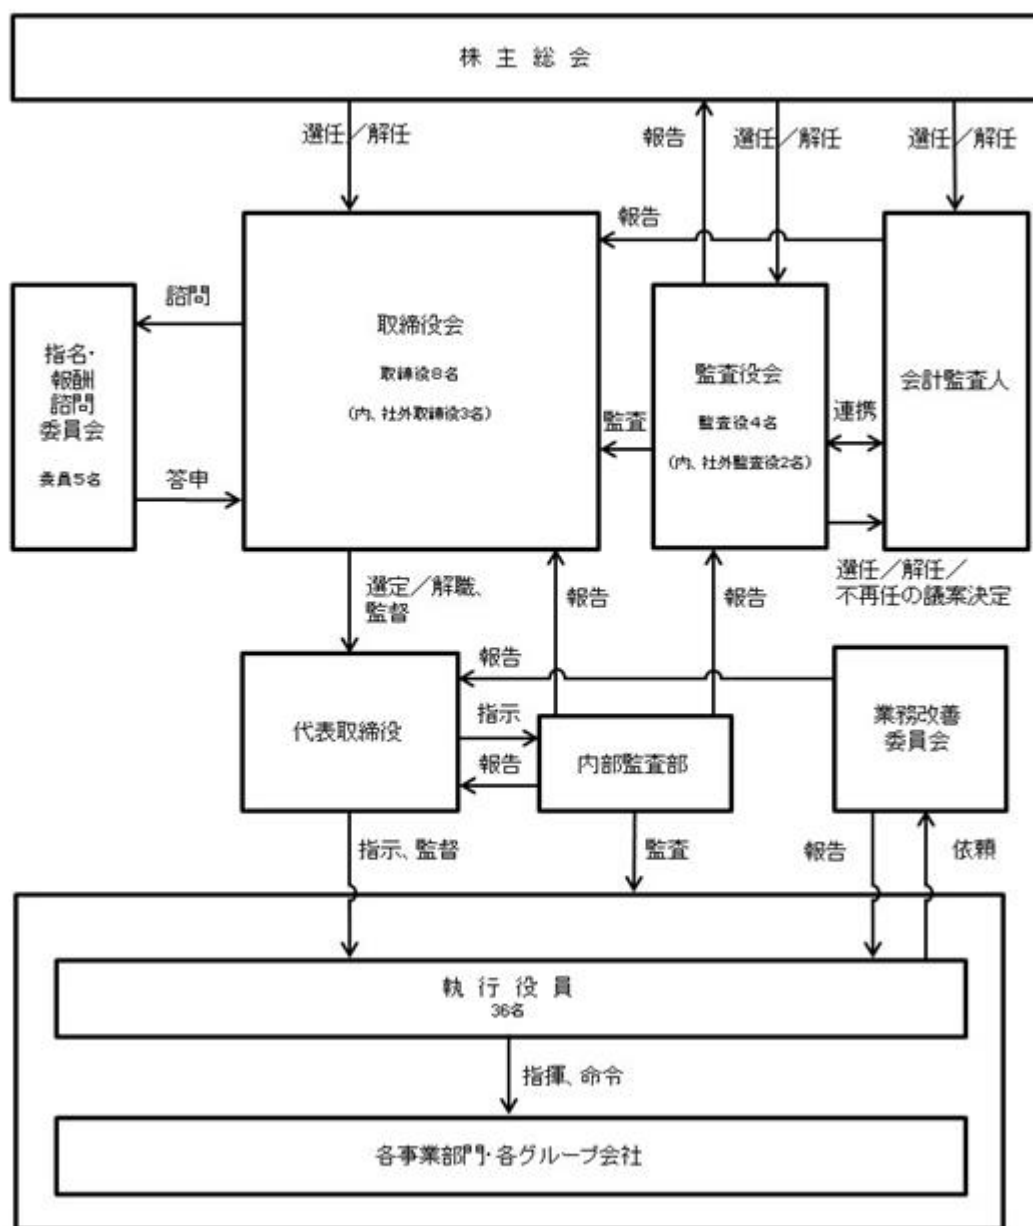 株主総会
選任／解任
報告
選任／解任
選任／解任
報告
諮問
取締役会
取締役8名
(内、社外取締役3名)
指名・
報酬
諮問
委員会
委員5名
答申
監査
監査役会
監査役4名
(内、社外監査役2名)
連携
会計監査人
選任／解任／
不再任の議案決定
選定／解職、
監督
報告
報告
代表取締役
報告
指示
報告
内部監査部
業務改善
委員会
指示、監督
監査
報告
依頼
執行役員
36名
指揮、命令
各事業部門・各グループ会社